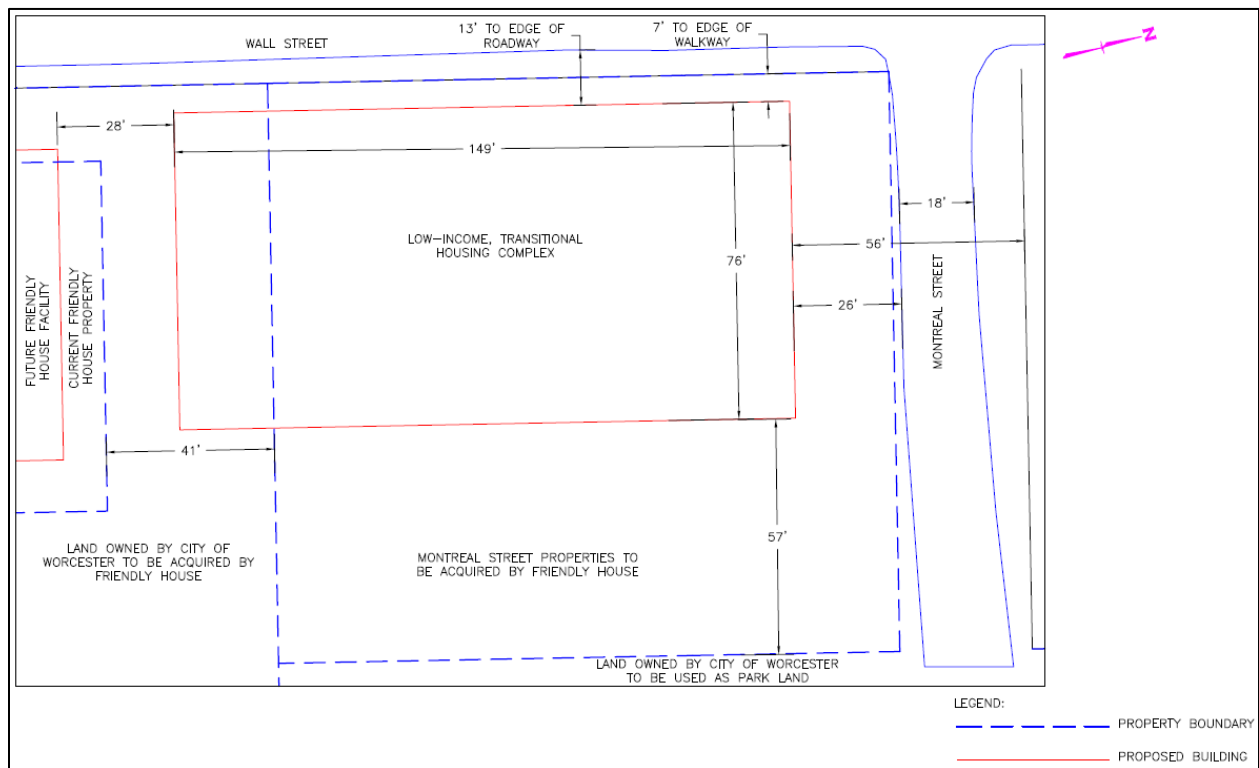 WALL STREET
13' TO EDGE OF
ROADWAY
7' TO EDGE OF
WALKWAY
N
28'
149'
18'
LOW-INCOME, TRANSITIONAL
HOUSING COMPLEX
76'
56'
26'
FUTURE FRIENDLY
HOUSE FACILITY
CURRENT FRIENDLY
HOUSE PROPERTY
MONTREAL STREET
41'
57'
LAND OWNED BY CITY OF
WORCESTER TO BE ACQUIRED BY
FRIENDLY HOUSE
MONTREAL STREET PROPERTIES TO
BE ACQUIRED BY FRIENDLY HOUSE
LAND OWNED BY CITY OF WORCESTER
TO BE USED AS PARK LAND
LEGEND:
PROPERTY BOUNDARY
PROPOSED BUILDING